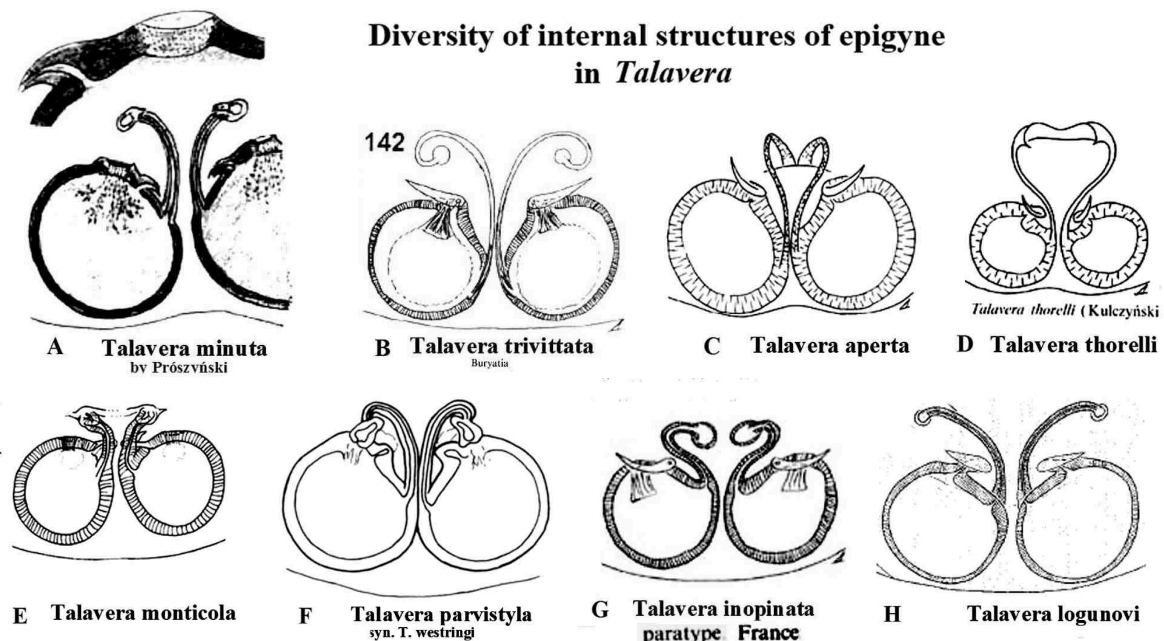 Diversity of internal structures of epigyne
in Talavera
142
A Talavera minuta
by Prószyński
B Talavera trivittata
Buryatia
C Talavera aperta
Talavera thorelli (Kulczyński
D Talavera thorelli
E Talavera monticola
F Talavera parvistyla
syn. T. westringi
G Talavera inopinata
paratype. France
H Talavera logunovi